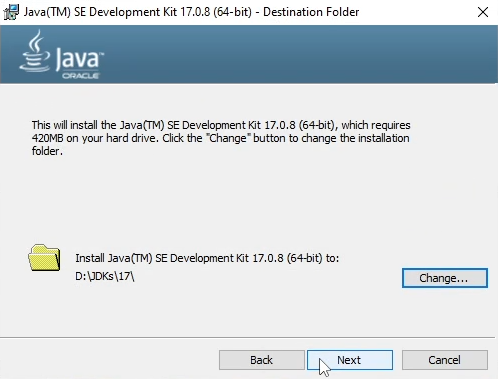 Java(TM) SE Development Kit 17.0.8 (64-bit) - Destination Folder
Java
ORACLE
This will install the Java(TM) SE Development Kit 17.0.8 (64-bit), which requires
420MB on your hard drive. Click the "Change" button to change the installation
folder.
Install Java(TM) SE Development Kit 17.0.8 (64-bit) to:
D:\JDKs\17\
Change...
Back
Next
Cancel